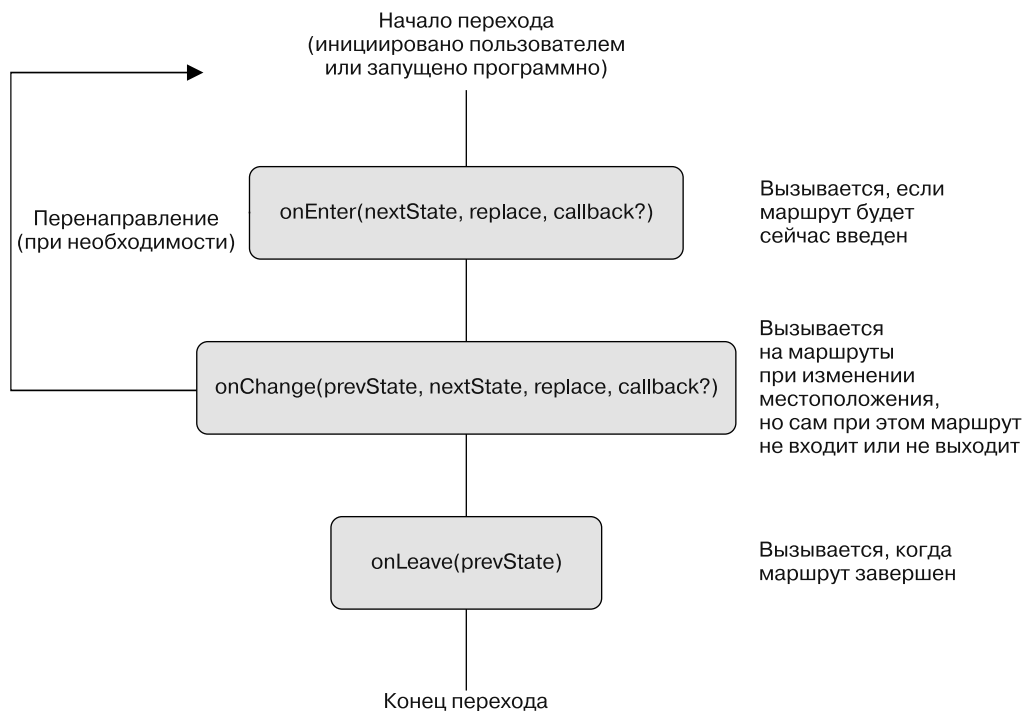 Начало перехода
(инициировано пользователем
или запущено программно)
Перенаправление
(при необходимости)
onEnter(nextState, replace, callback?)
Вызывается, если
маршрут будет
сейчас введен
onChange(prevState, nextState, replace, callback?)
Вызывается
на маршруты
при изменении
местоположения,
но сам при этом маршрут
не входит или не выходит
onLeave(prevState)
Вызывается, когда
маршрут завершен
Конец перехода